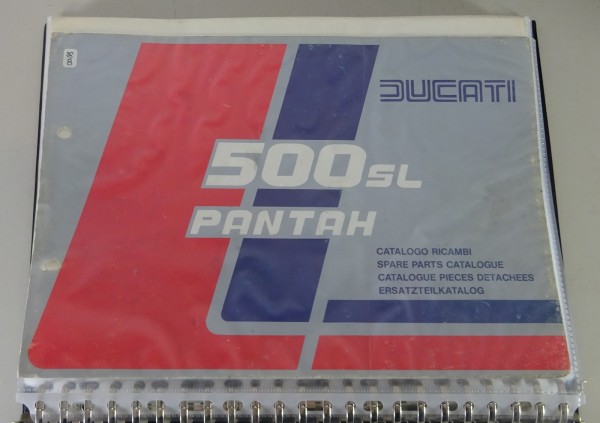 DUCATI
500SL
PANTAH
CATALOGO RICAMBI
SPARE PARTS CATALOGUE
CATALOGUE PIECES DETACHEES
ERSATZTEILKATALOG